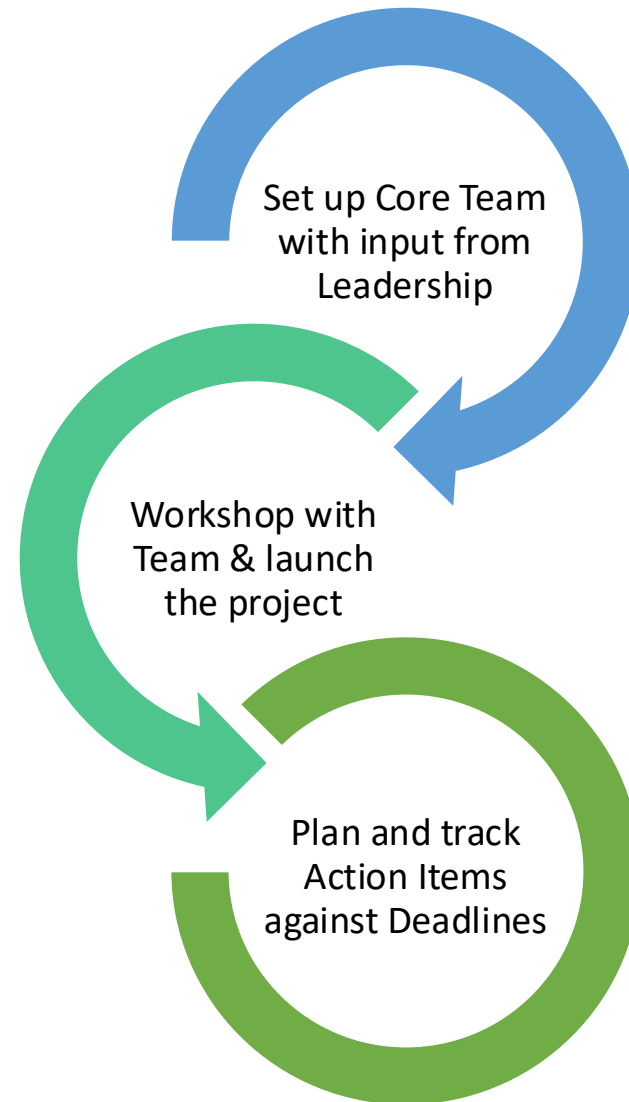 Set up Core Team
with input from
Leadership
Workshop with
Team & launch
the project
Plan and track
Action Items
against Deadlines